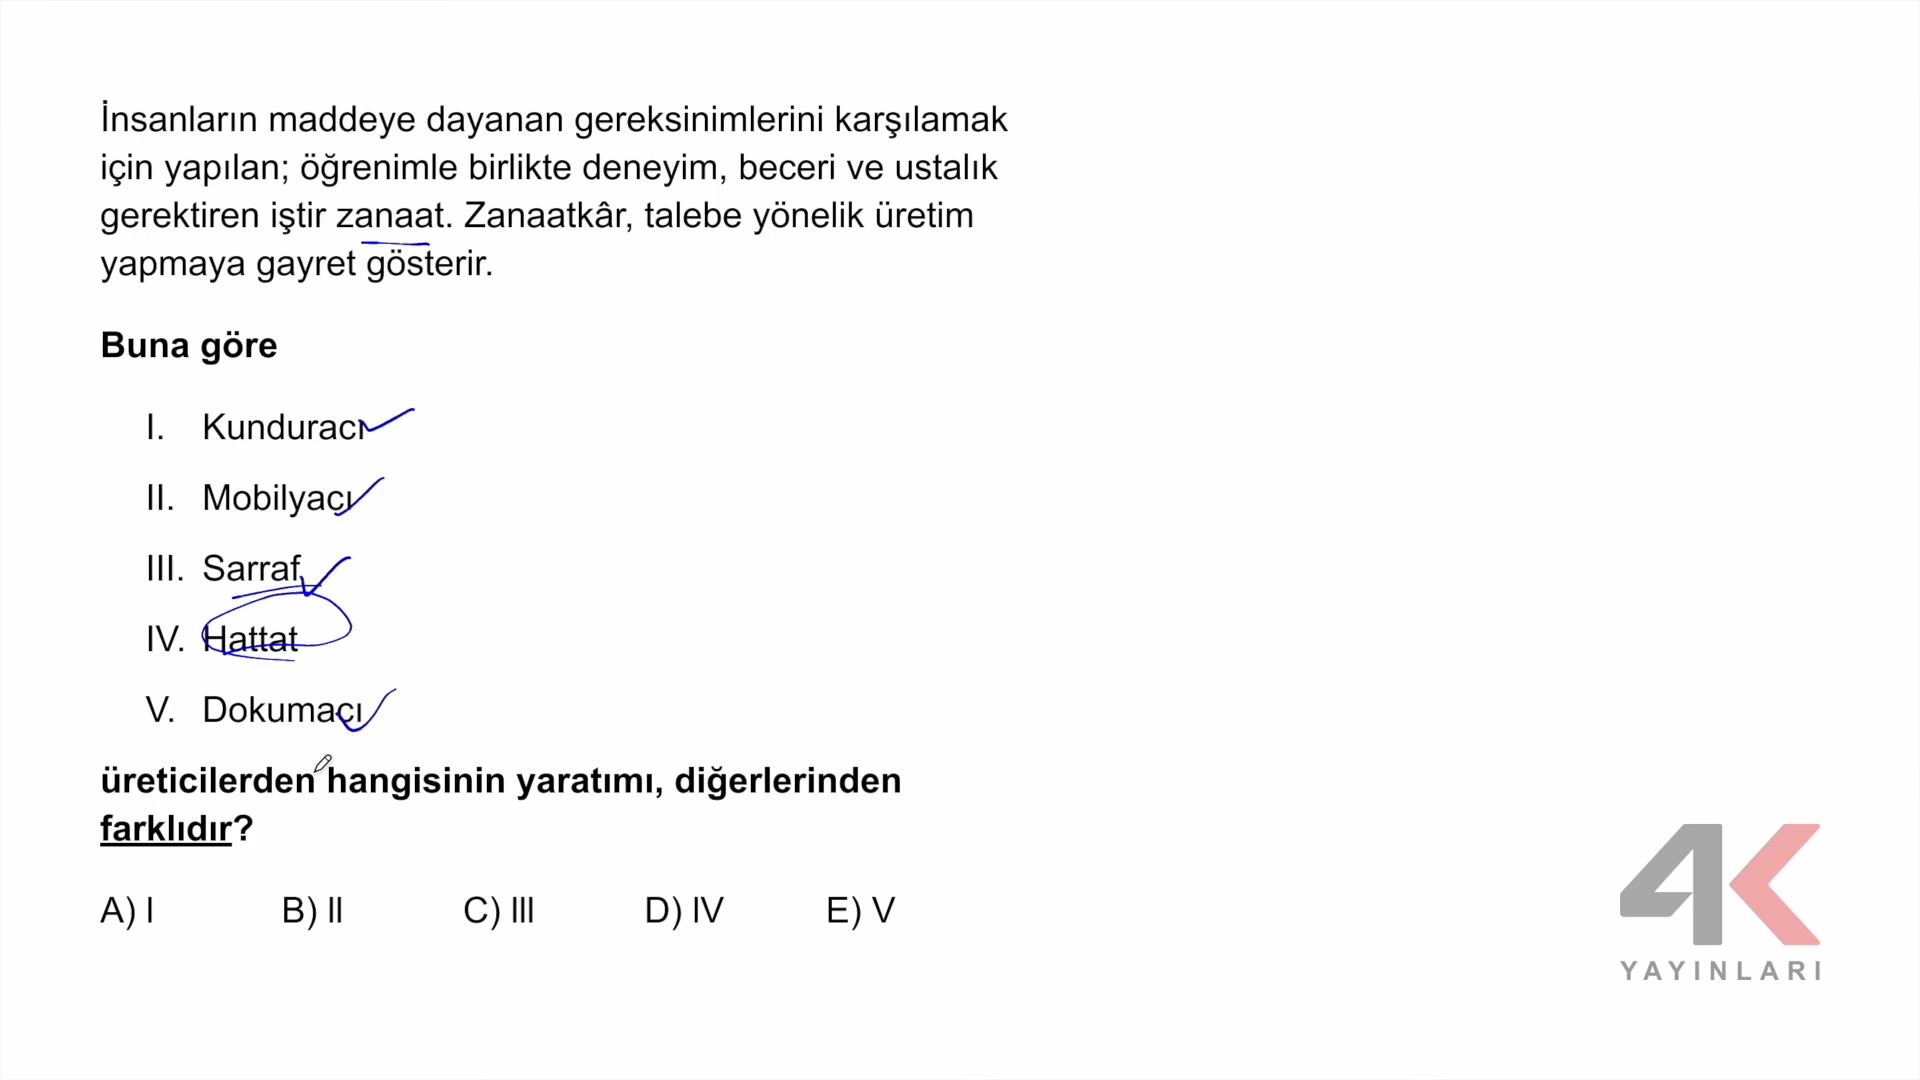 İnsanların maddeye dayanan gereksinimlerini karşılamak
için yapılan; öğrenimle birlikte deneyim, beceri ve ustalık
gerektiren iştir zanaat. Zanaatkâr, talebe yönelik üretim
yapmaya gayret gösterir.
Buna göre
I. Kunduracı
II. Mobilyacı
III. Sarraf
IV. Hattat
V. Dokumacı
üreticilerden hangisinin yaratımı, diğerlerinden
farklıdır?
A) I B) II C) III D) IV E) V
4K
YAYINLARI